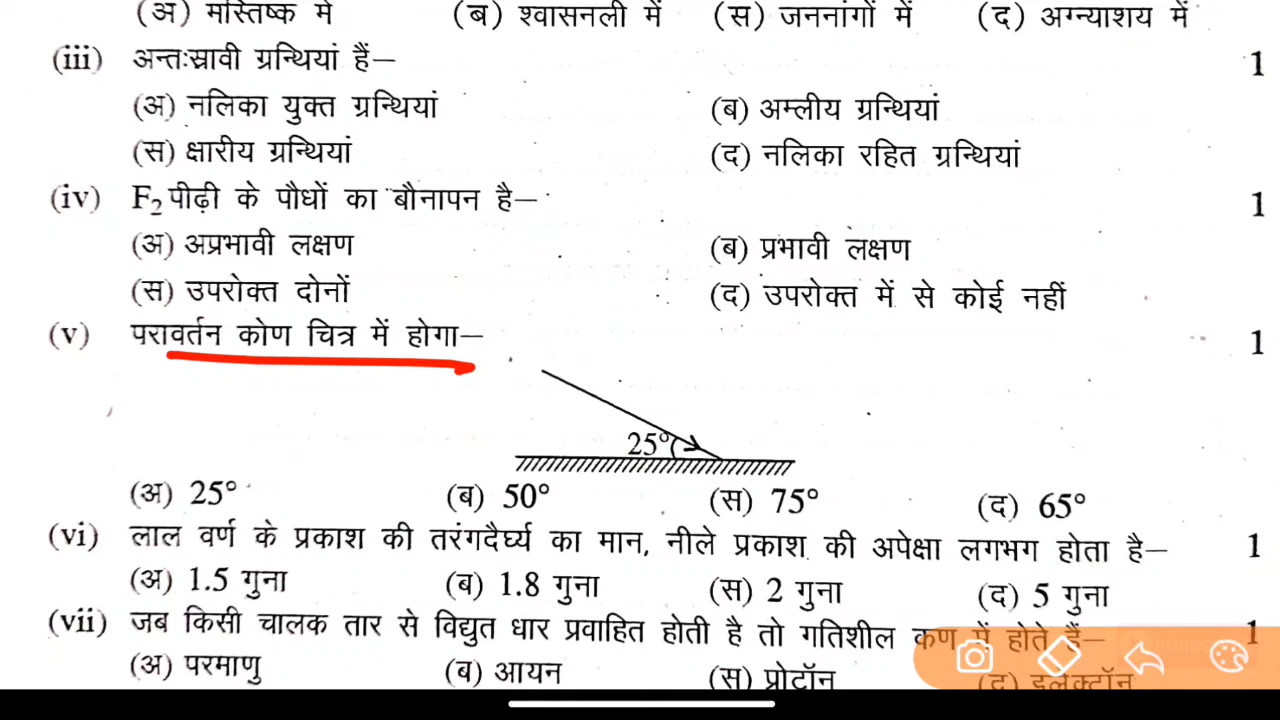 (अ) मस्तिष्क में (ब) श्वासनली में (स) जननांगों में (द) अग्न्याशय में
(iii) अन्तःस्रावी ग्रन्थियां हैं– 1
(अ) नलिका युक्त ग्रन्थियां (ब) अम्लीय ग्रन्थियां
(स) क्षारीय ग्रन्थियां (द) नलिका रहित ग्रन्थियां
(iv) F₂ पीढ़ी के पौधों का बौनापन है– 1
(अ) अप्रभावी लक्षण (ब) प्रभावी लक्षण
(स) उपरोक्त दोनों (द) उपरोक्त में से कोई नहीं
(v) परावर्तन कोण चित्र में होगा– 1
25°
(अ) 25° (ब) 50° (स) 75° (द) 65°
(vi) लाल वर्ण के प्रकाश की तरंगदैर्घ्य का मान, नीले प्रकाश की अपेक्षा लगभग होता है– 1
(अ) 1.5 गुना (ब) 1.8 गुना (स) 2 गुना (द) 5 गुना
(vii) जब किसी चालक तार से विद्युत धार प्रवाहित होती है तो गतिशील कण में होते हैं– 1
(अ) परमाणु (ब) आयन (स) प्रोटॉन (द) इलेक्ट्रॉन